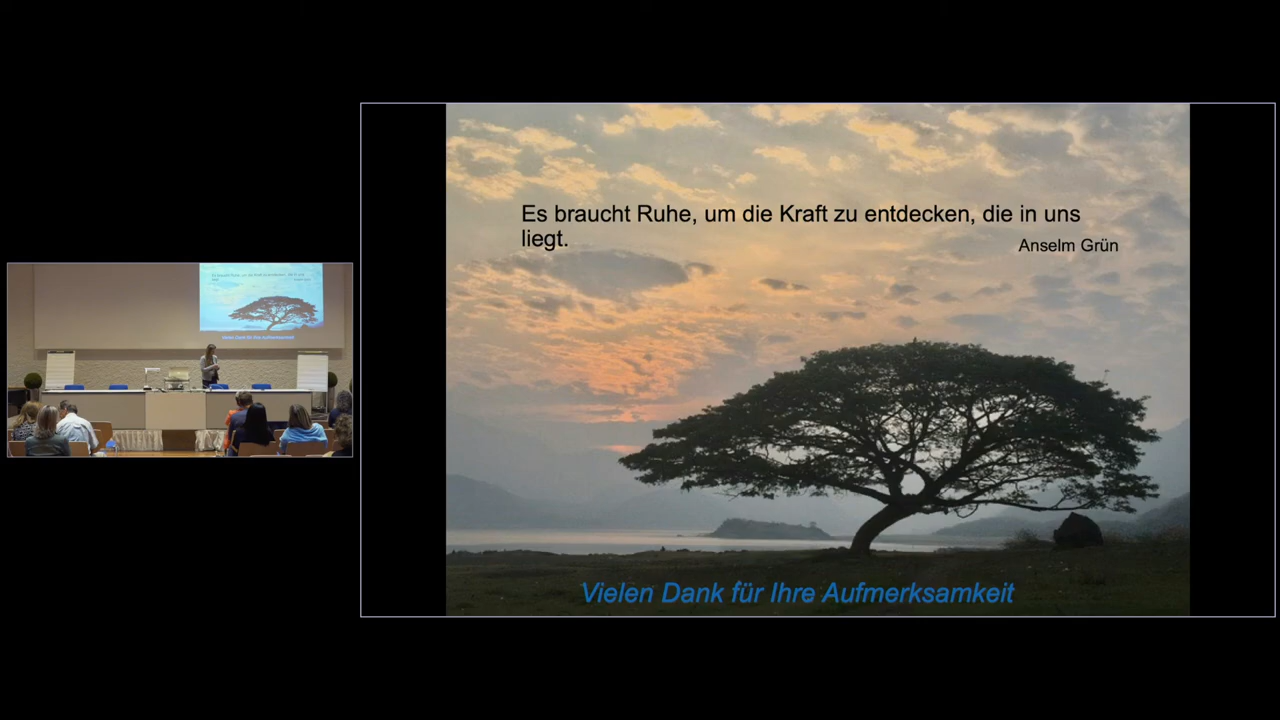 Es braucht Ruhe, um die Kraft zu entdecken, die in uns
liegt.
Anselm Grün
Vielen Dank für Ihre Aufmerksamkeit